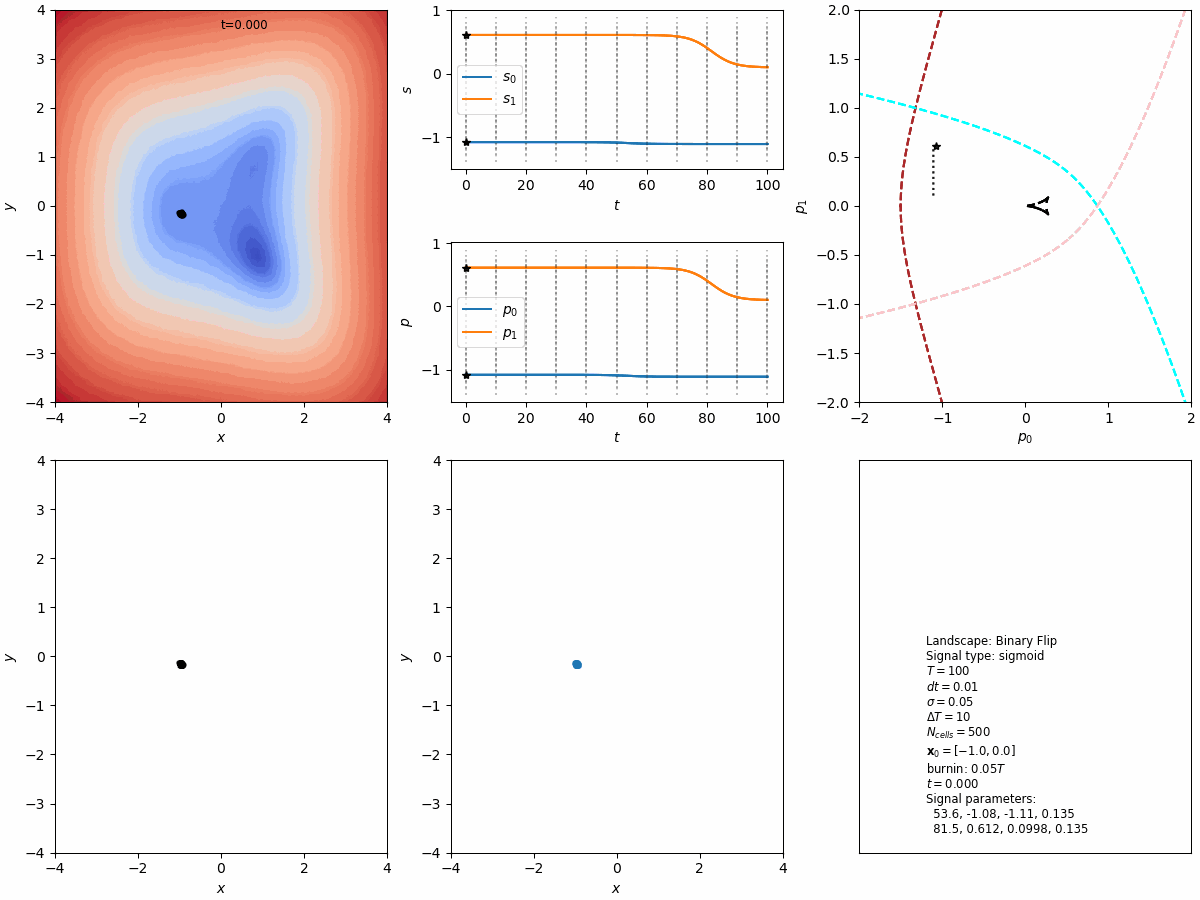 4
3
2
1
0
−1
−2
−3
−4
y
t=0.000
−4
−2
0
2
4
x
1
0
−1
s
s₀
s₁
0
20
40
60
80
100
t
1
0
−1
p
p₀
p₁
0
20
40
60
80
100
t
2.0
1.5
1.0
0.5
0.0
−0.5
−1.0
−1.5
−2.0
p₁
−2
−1
0
1
2
p₀
4
3
2
1
0
−1
−2
−3
−4
y
−4
−2
0
2
4
x
4
3
2
1
0
−1
−2
−3
−4
y
−4
−2
0
2
4
x
Landscape: Binary Flip
Signal type: sigmoid
T = 100
dt = 0.01
σ = 0.05
ΔT = 10
N_cells = 500
x₀ = [−1.0, 0.0]
burnin: 0.05T
t = 0.000
Signal parameters:
53.6, -1.08, -1.11, 0.135
81.5, 0.612, 0.0998, 0.135